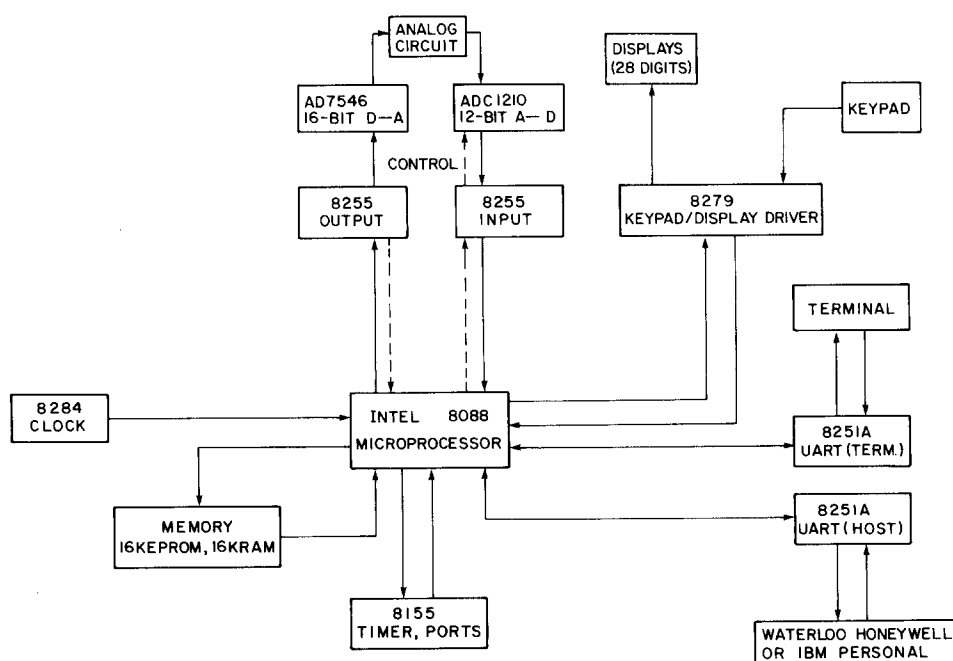 ANALOG
CIRCUIT
DISPLAYS
(28 DIGITS)
AD7546
16-BIT D—A
ADC1210
12-BIT A—D
KEYPAD
CONTROL
8255
OUTPUT
8255
INPUT
8279
KEYPAD/DISPLAY DRIVER
TERMINAL
8284
CLOCK
INTEL 8088
MICROPROCESSOR
8251A
UART (TERM.)
MEMORY
16KEPROM, 16KRAM
8251A
UART (HOST)
8155
TIMER, PORTS
WATERLOO HONEYWELL
OR IBM PERSONAL